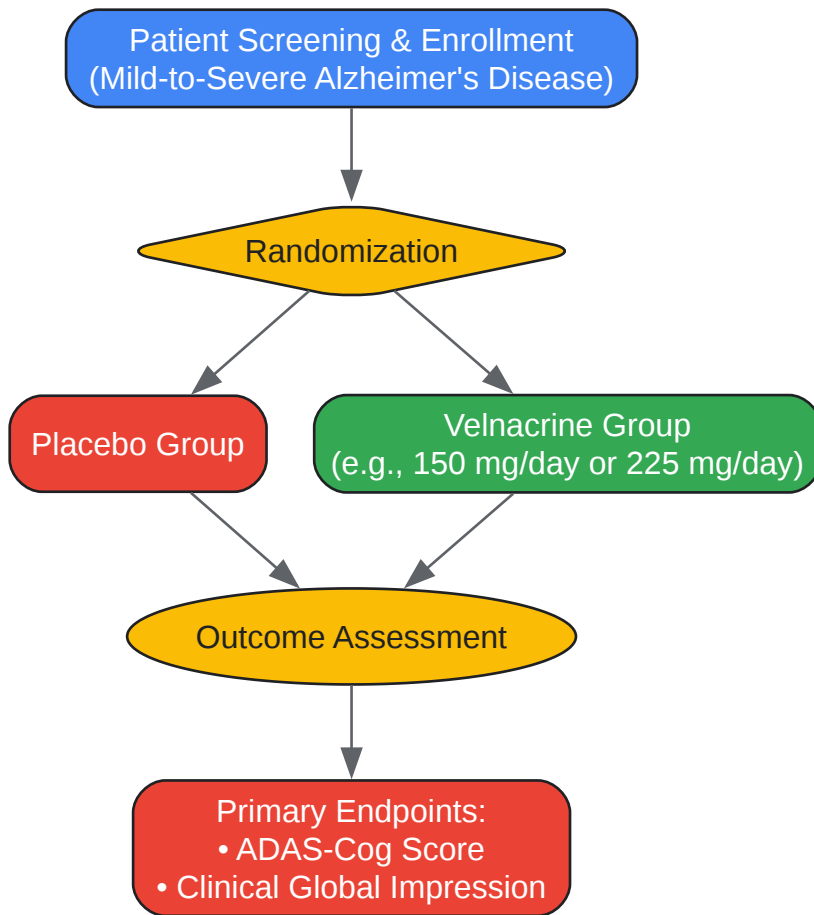 Patient Screening & Enrollment
(Mild-to-Severe Alzheimer's Disease)
Randomization
Placebo Group
Velnacrine Group
(e.g., 150 mg/day or 225 mg/day)
Outcome Assessment
Primary Endpoints:
• ADAS-Cog Score
• Clinical Global Impression